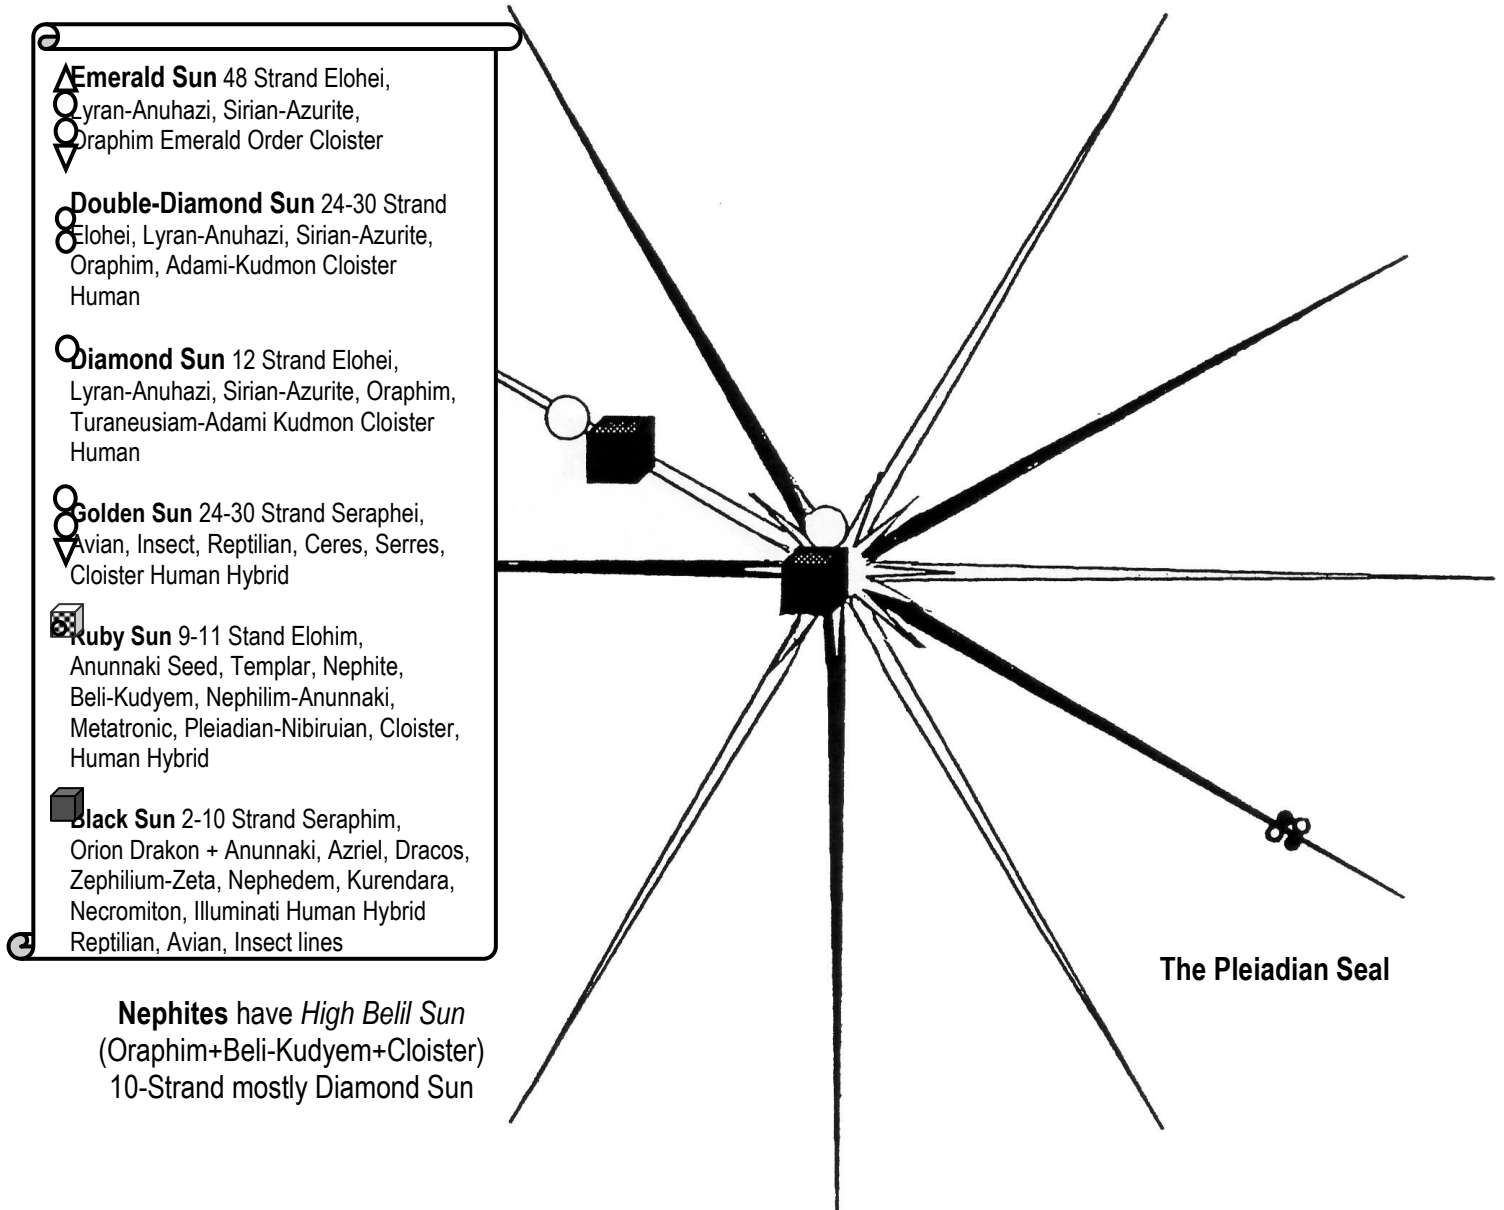 Emerald Sun 48 Strand Elohei,
Lyran-Anuhazi, Sirian-Azurite,
Oraphim Emerald Order Cloister
Double-Diamond Sun 24-30 Strand
Elohei, Lyran-Anuhazi, Sirian-Azurite,
Oraphim, Adami-Kudmon Cloister
Human
Diamond Sun 12 Strand Elohei,
Lyran-Anuhazi, Sirian-Azurite, Oraphim,
Turaneusiam-Adami Kudmon Cloister
Human
Golden Sun 24-30 Strand Seraphei,
Avian, Insect, Reptilian, Ceres, Serres,
Cloister Human Hybrid
Ruby Sun 9-11 Stand Elohim,
Anunnaki Seed, Templar, Nephite,
Beli-Kudyem, Nephilim-Anunnaki,
Metatronic, Pleiadian-Nibiruian, Cloister,
Human Hybrid
Black Sun 2-10 Strand Seraphim,
Orion Drakon + Anunnaki, Azriel, Dracos,
Zephilium-Zeta, Nephedem, Kurendara,
Necromiton, Illuminati Human Hybrid
Reptilian, Avian, Insect lines
The Pleiadian Seal
Nephites have High Belil Sun
(Oraphim+Beli-Kudyem+Cloister)
10-Strand mostly Diamond Sun